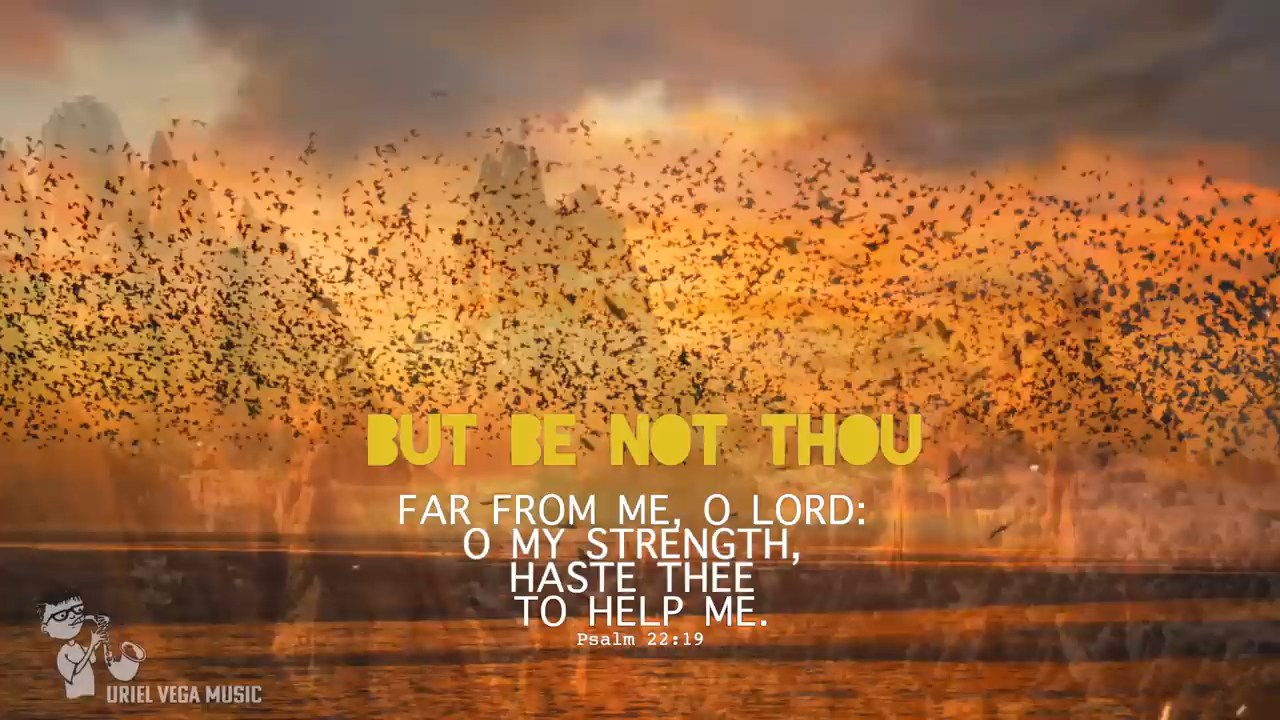 BUT BE NOT THOU
FAR FROM ME, O LORD:
O MY STRENGTH,
HASTE THEE
TO HELP ME.
Psalm 22:19
URIEL VEGA MUSIC